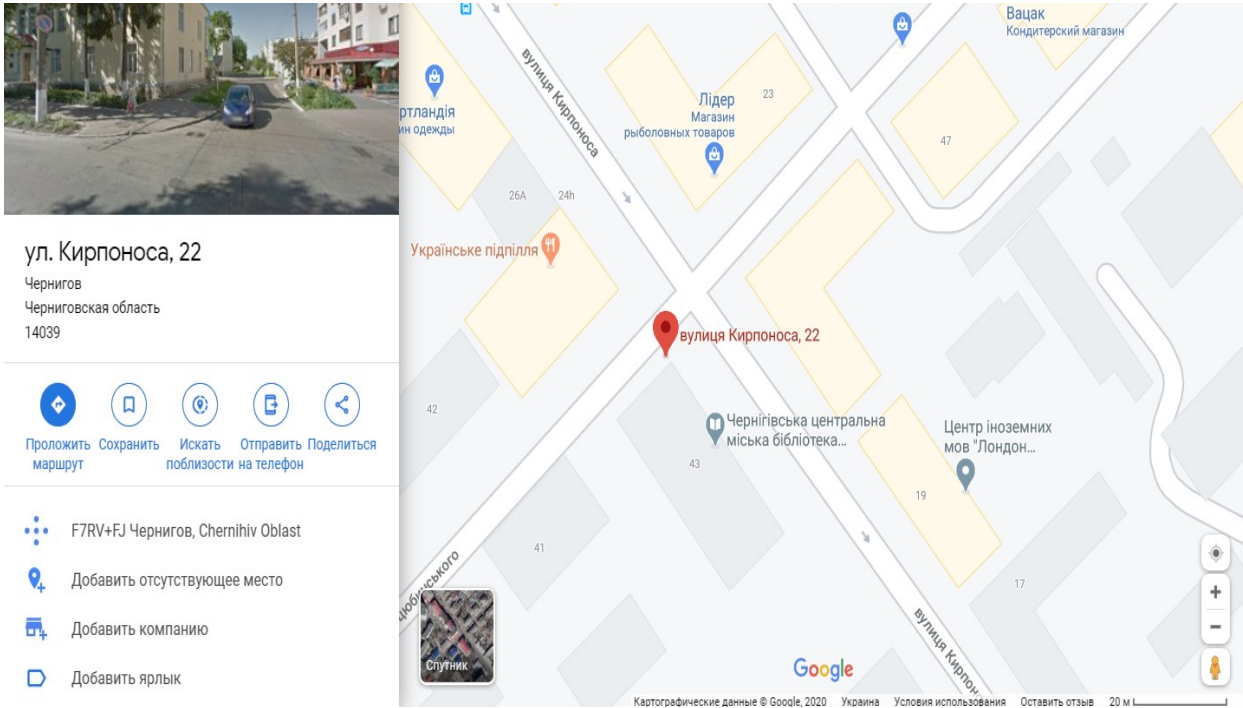 ул. Кирпоноса, 22
Чернигов
Черниговская область
14039
Проложить
маршрут
Сохранить
Искать
поблизости
Отправить
на телефон
Поделиться
F7RV+FJ Чернигов, Chernihiv Oblast
Добавить отсутствующее место
Добавить компанию
Добавить ярлык
Вацак
Кондитерский магазин
вулиця Кирпоноса
Лідер
Магазин
рыболовных товаров
23
47
ртландія
ин одежды
26А
24h
Українське підпілля
вулиця Кирпоноса, 22
42
Чернігівська центральна
міська бібліотека...
Центр іноземних
мов "Лондон...
43
19
41
17
цюбинського
вулиця Кирпон
Спутник
Google
Картографические данные © Google, 2020
Украина
Условия использования
Оставить отзыв
20 м